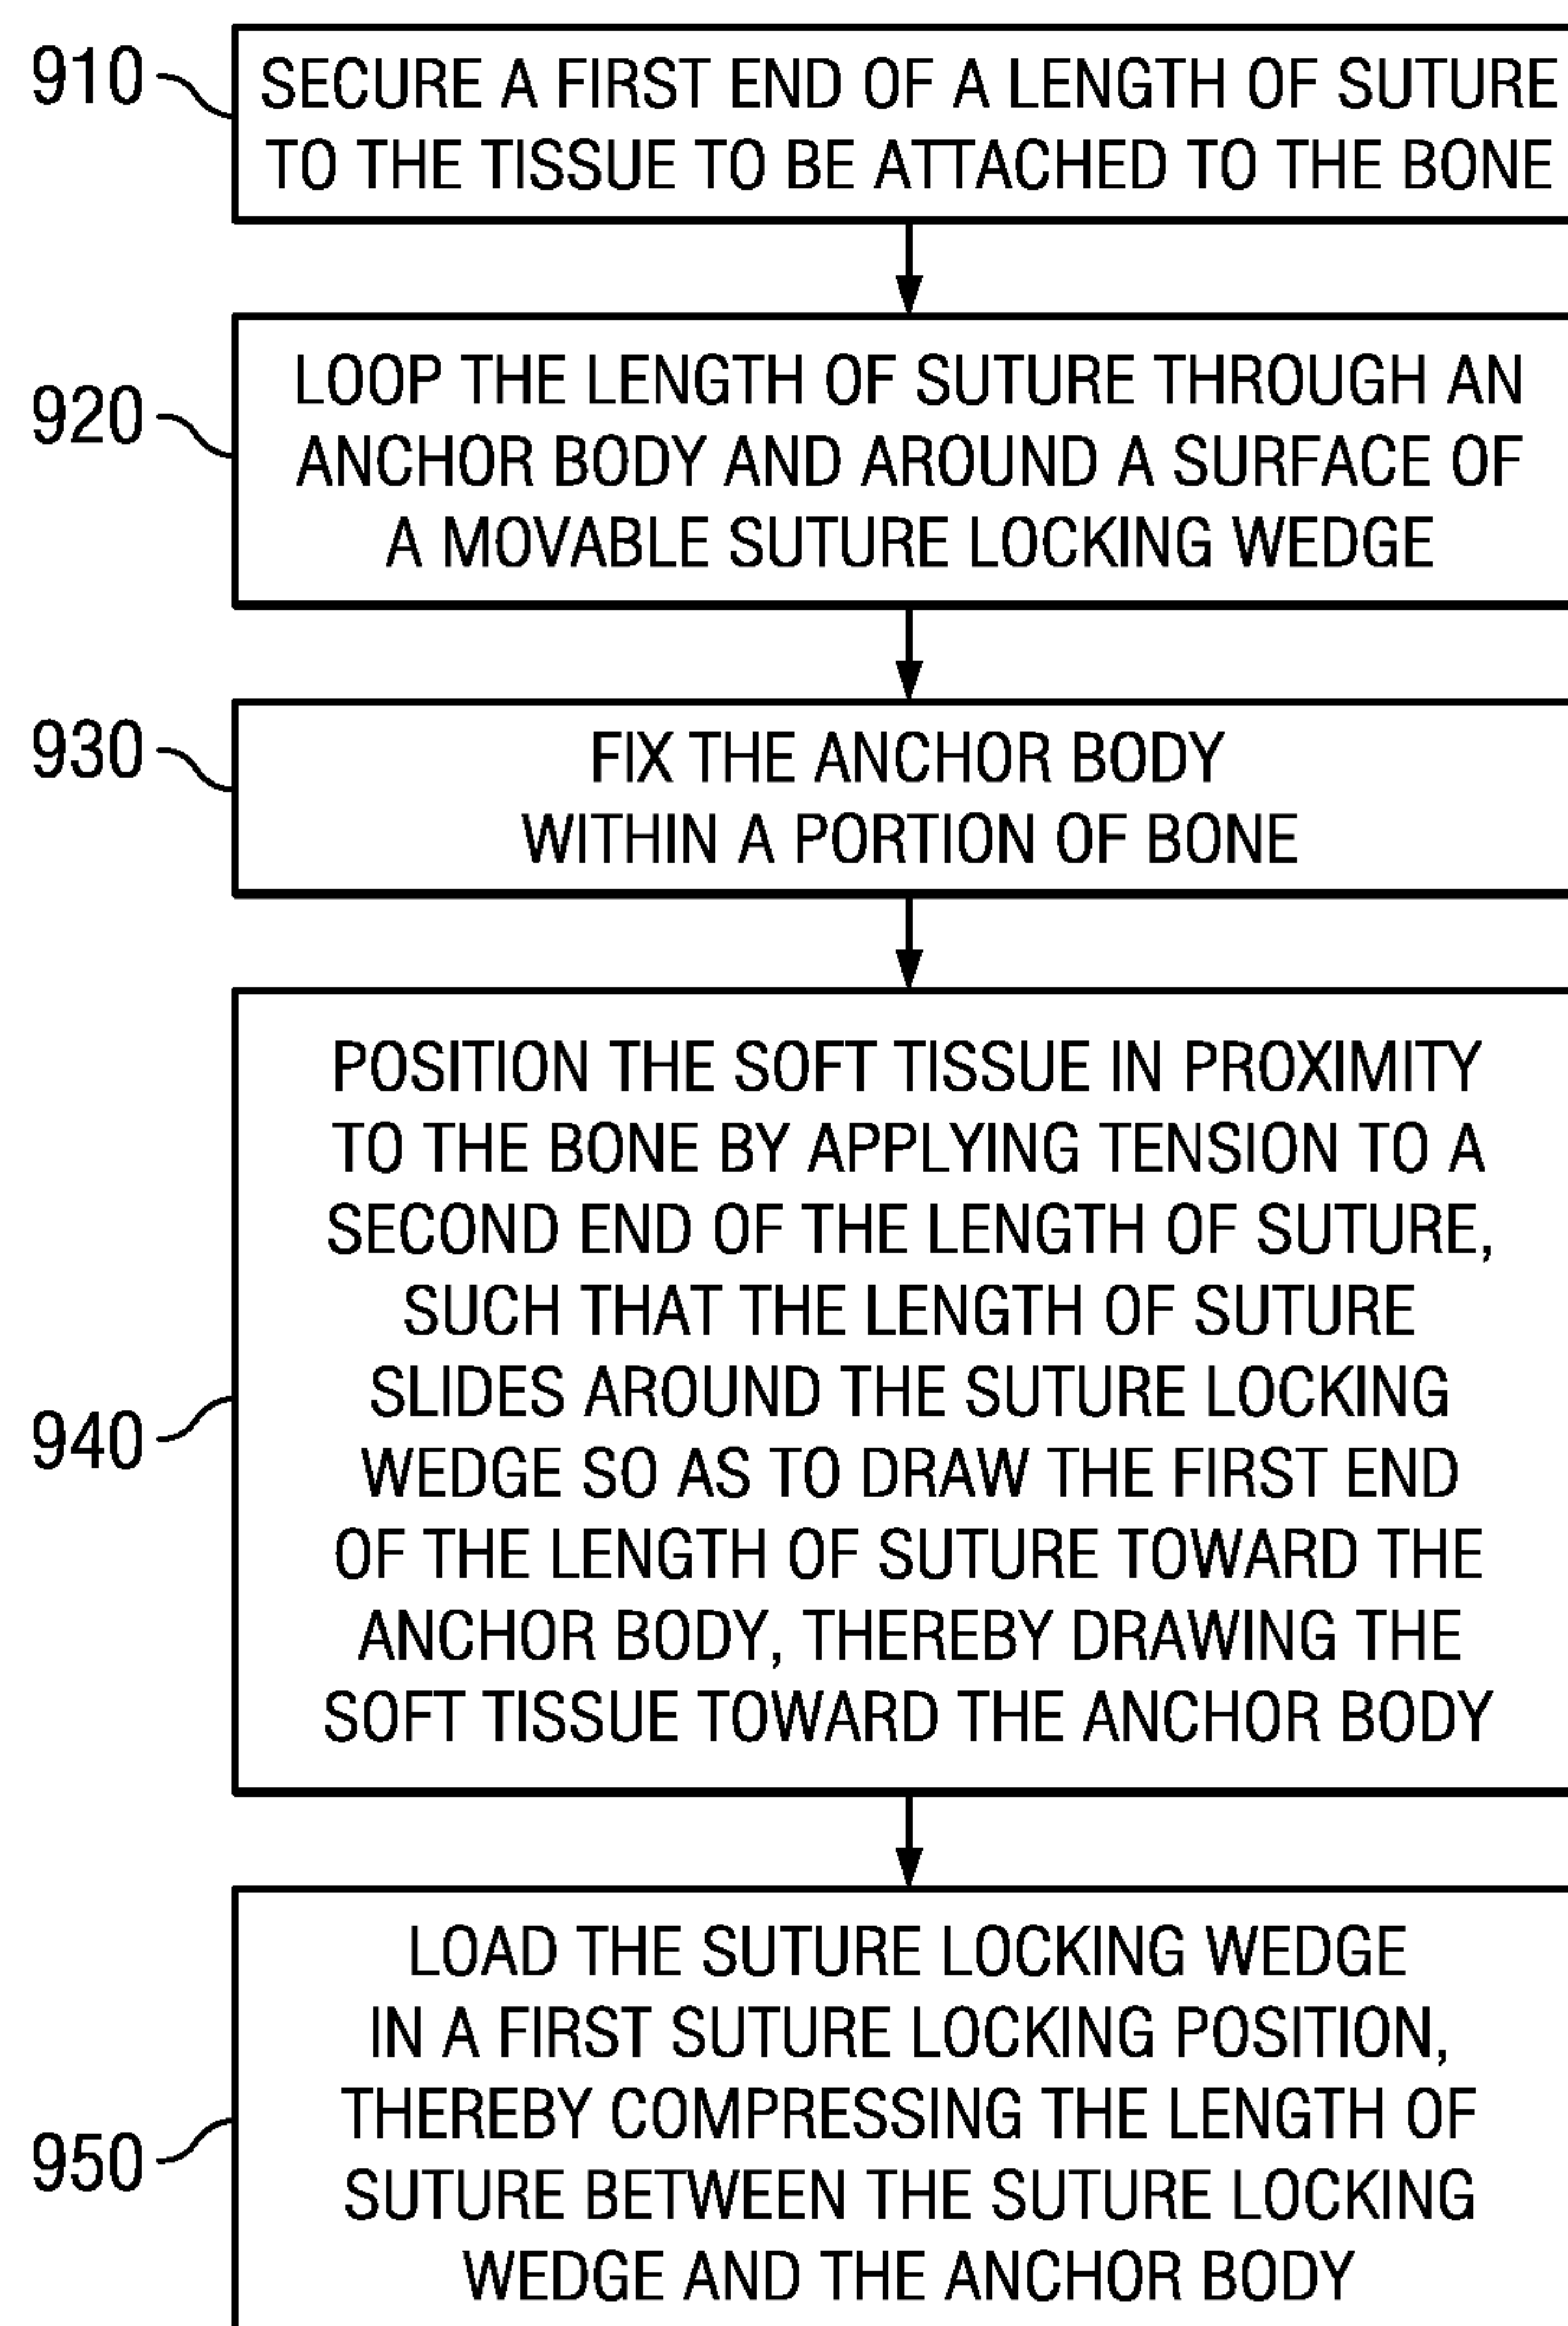 910
SECURE A FIRST END OF A LENGTH OF SUTURE
TO THE TISSUE TO BE ATTACHED TO THE BONE
920
LOOP THE LENGTH OF SUTURE THROUGH AN
ANCHOR BODY AND AROUND A SURFACE OF
A MOVABLE SUTURE LOCKING WEDGE
930
FIX THE ANCHOR BODY
WITHIN A PORTION OF BONE
940
POSITION THE SOFT TISSUE IN PROXIMITY
TO THE BONE BY APPLYING TENSION TO A
SECOND END OF THE LENGTH OF SUTURE,
SUCH THAT THE LENGTH OF SUTURE
SLIDES AROUND THE SUTURE LOCKING
WEDGE SO AS TO DRAW THE FIRST END
OF THE LENGTH OF SUTURE TOWARD THE
ANCHOR BODY, THEREBY DRAWING THE
SOFT TISSUE TOWARD THE ANCHOR BODY
950
LOAD THE SUTURE LOCKING WEDGE
IN A FIRST SUTURE LOCKING POSITION,
THEREBY COMPRESSING THE LENGTH OF
SUTURE BETWEEN THE SUTURE LOCKING
WEDGE AND THE ANCHOR BODY